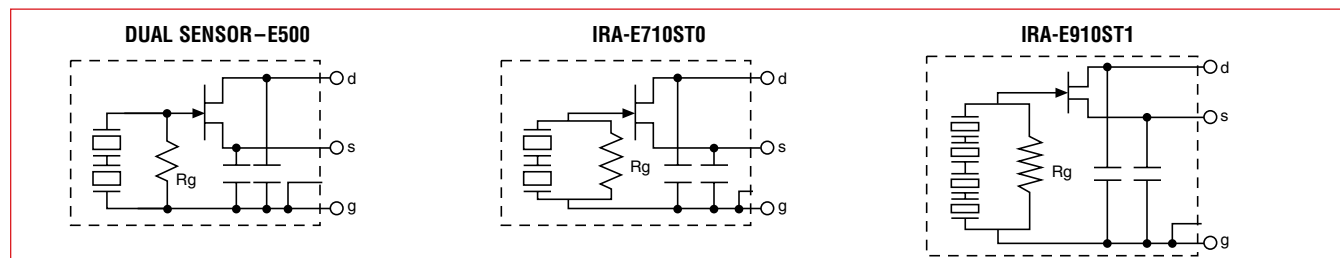 DUAL SENSOR–E500
d
s
Rg
g
IRA-E710ST0
d
s
Rg
g
IRA-E910ST1
d
s
Rg
g